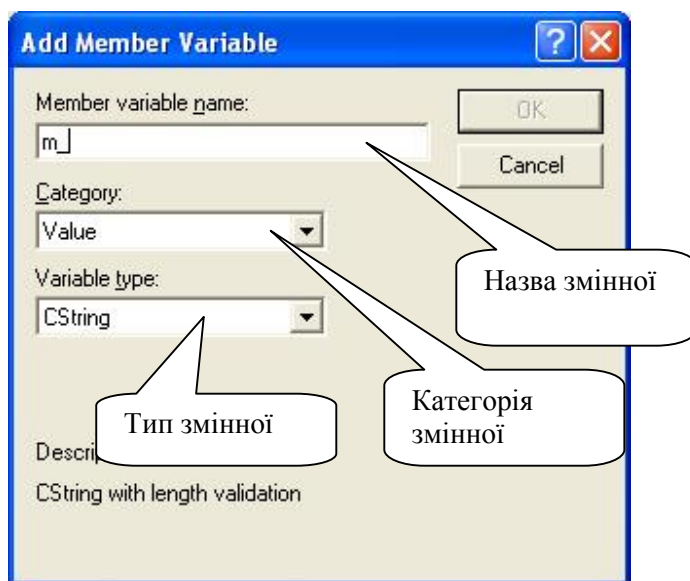 Add Member Variable
Member variable name:
OK
m_
Cancel
Category:
Value
Variable type:
Назва змінної
CString
Категорія
змінної
Тип змінної
CString with length validation